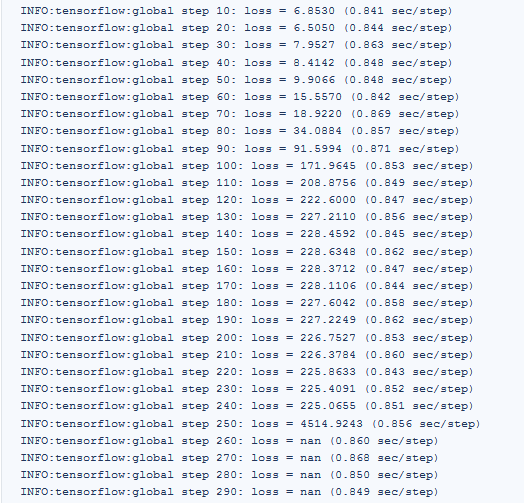 INFO:tensorflow:global step 10: loss = 6.8530 (0.841 sec/step)
INFO:tensorflow:global step 20: loss = 6.5050 (0.844 sec/step)
INFO:tensorflow:global step 30: loss = 7.9527 (0.863 sec/step)
INFO:tensorflow:global step 40: loss = 8.4142 (0.848 sec/step)
INFO:tensorflow:global step 50: loss = 9.9066 (0.848 sec/step)
INFO:tensorflow:global step 60: loss = 15.5570 (0.842 sec/step)
INFO:tensorflow:global step 70: loss = 18.9220 (0.869 sec/step)
INFO:tensorflow:global step 80: loss = 34.0884 (0.857 sec/step)
INFO:tensorflow:global step 90: loss = 91.5994 (0.871 sec/step)
INFO:tensorflow:global step 100: loss = 171.9645 (0.853 sec/step)
INFO:tensorflow:global step 110: loss = 208.8756 (0.849 sec/step)
INFO:tensorflow:global step 120: loss = 222.6000 (0.847 sec/step)
INFO:tensorflow:global step 130: loss = 227.2110 (0.856 sec/step)
INFO:tensorflow:global step 140: loss = 228.4592 (0.845 sec/step)
INFO:tensorflow:global step 150: loss = 228.6348 (0.862 sec/step)
INFO:tensorflow:global step 160: loss = 228.3712 (0.847 sec/step)
INFO:tensorflow:global step 170: loss = 228.1106 (0.844 sec/step)
INFO:tensorflow:global step 180: loss = 227.6042 (0.858 sec/step)
INFO:tensorflow:global step 190: loss = 227.2249 (0.862 sec/step)
INFO:tensorflow:global step 200: loss = 226.7527 (0.853 sec/step)
INFO:tensorflow:global step 210: loss = 226.3784 (0.860 sec/step)
INFO:tensorflow:global step 220: loss = 225.8633 (0.843 sec/step)
INFO:tensorflow:global step 230: loss = 225.4091 (0.852 sec/step)
INFO:tensorflow:global step 240: loss = 225.0655 (0.851 sec/step)
INFO:tensorflow:global step 250: loss = 4514.9243 (0.856 sec/step)
INFO:tensorflow:global step 260: loss = nan (0.860 sec/step)
INFO:tensorflow:global step 270: loss = nan (0.868 sec/step)
INFO:tensorflow:global step 280: loss = nan (0.850 sec/step)
INFO:tensorflow:global step 290: loss = nan (0.849 sec/step)